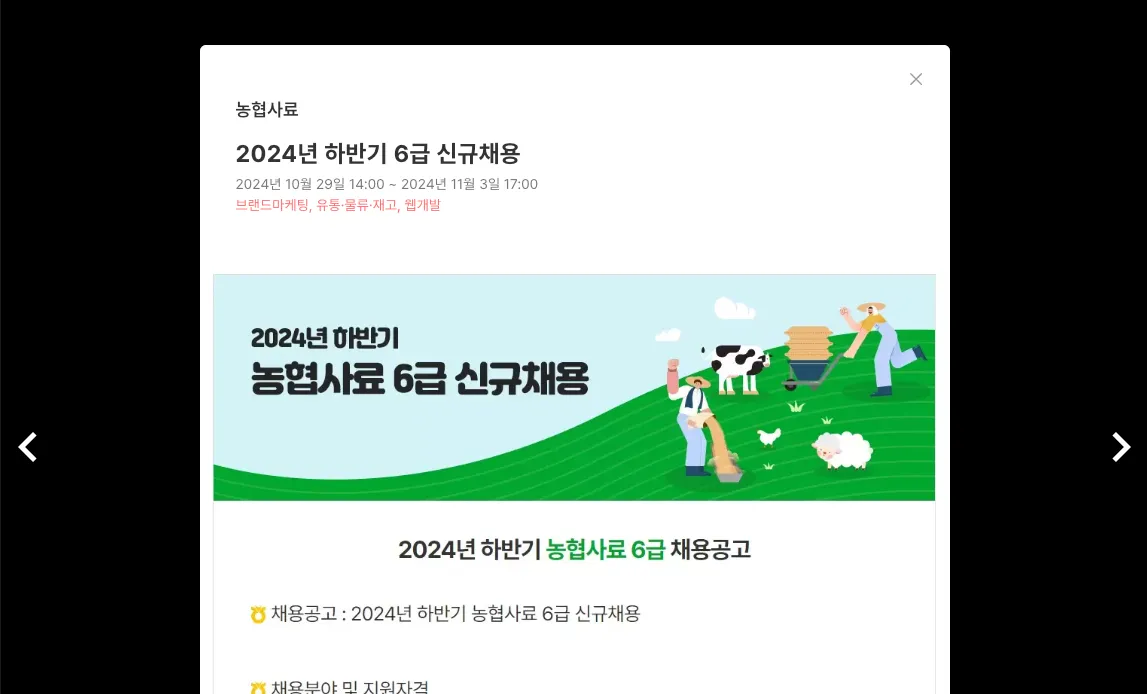 농협사료
2024년 하반기 6급 신규채용
2024년 10월 29일 14:00 ~ 2024년 11월 3일 17:00
브랜드마케팅, 유통·물류·재고, 웹개발
2024년 하반기
농협사료 6급 신규채용
2024년 하반기 농협사료 6급 채용공고
채용공고 : 2024년 하반기 농협사료 6급 신규채용
채용분야 및 지원자격